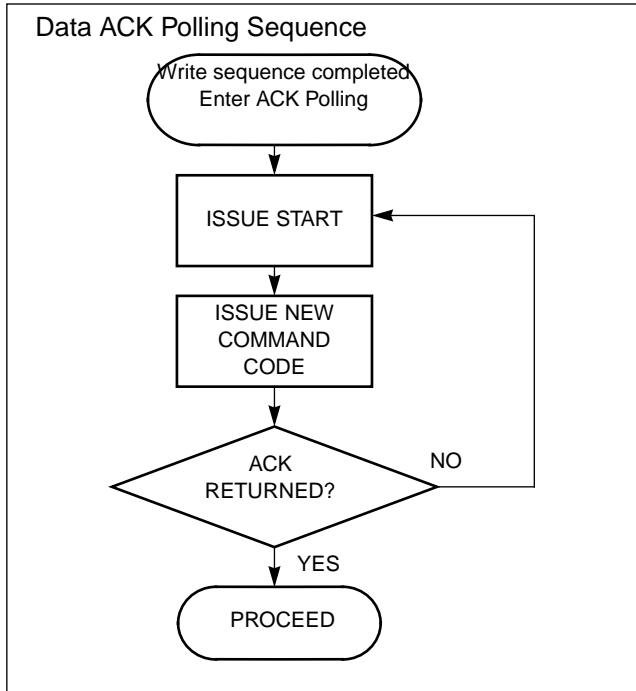 Data ACK Polling Sequence
Write sequence completed
Enter ACK Polling
ISSUE START
ISSUE NEW
COMMAND
CODE
ACK
RETURNED?
NO
YES
PROCEED